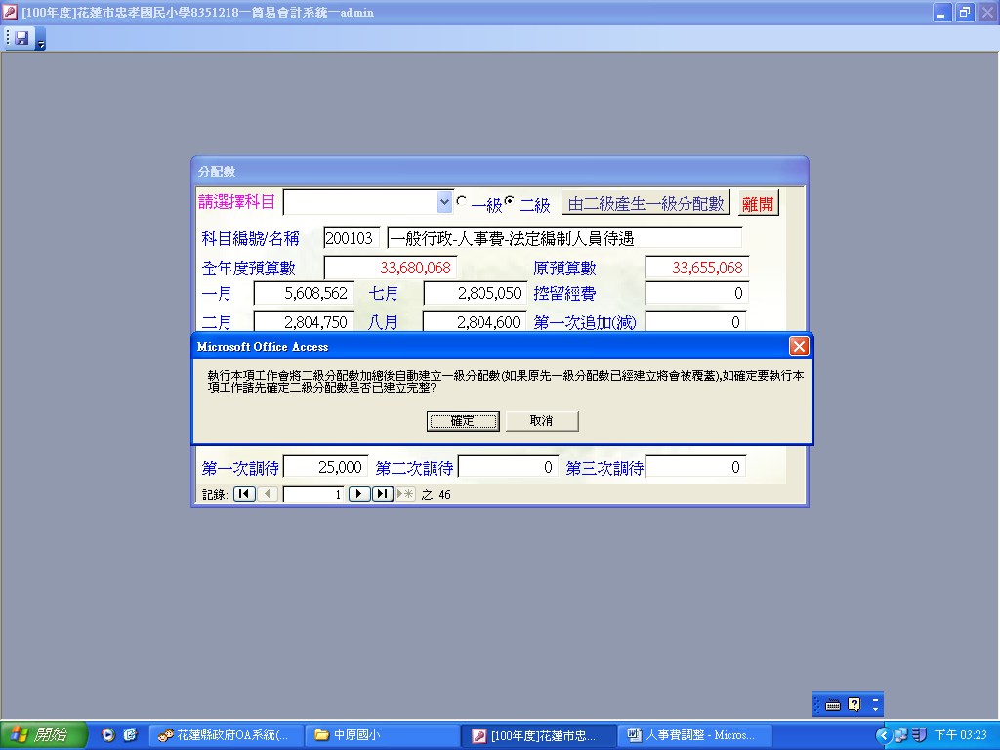 [100年度]花蓮市忠孝國民小學8351218一簡易會計系統一admin
分配數
請選擇科目 一級 二級 由二級產生一級分配數 離開
科目編號/名稱 200103 一般行政-人事費-法定編制人員待遇
全年度預算數 33,680,068 原預算數 33,655,068
一月 5,608,562 七月 2,805,050 控留經費 0
二月 2,804,750 八月 2,804,600 第一次追加(減) 0
Microsoft Office Access
執行本項工作會將二級分配數加總後自動建立一級分配數(如果原先一級分配數已經建立將會被覆蓋),如確定要執行本
項工作請先確定二級分配數是否已建立完整?
確定 取消
第一次調待 25,000 第二次調待 0 第三次調待 0
記錄: 1 之 46
開始 花蓮縣政府OA系統(... 中原國小 [100年度]花蓮市忠... 人事費調整 - Micros... 下午 03:23